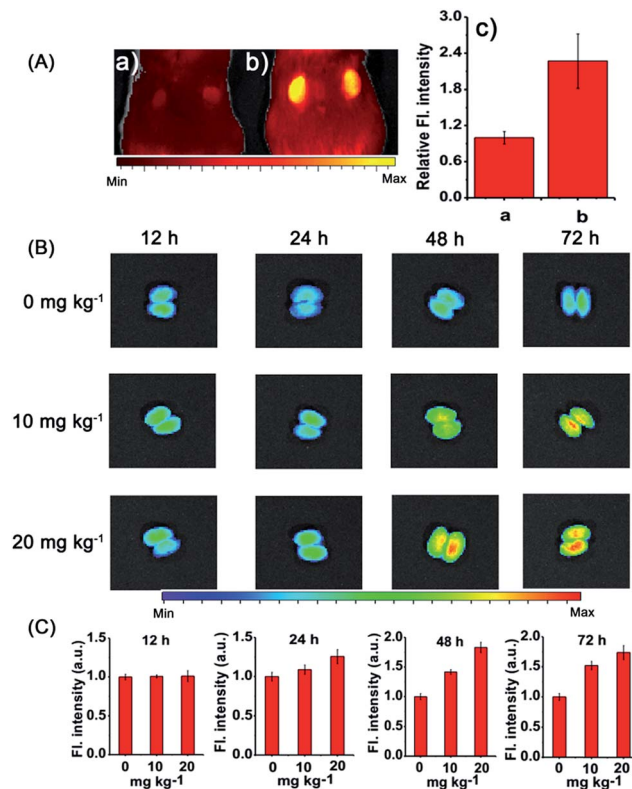 (A)
a)
b)
Min
Max
c)
Relative Fl. intensity
3.0
2.4
1.8
1.2
0.6
0.0
a
b
(B)
12 h
24 h
48 h
72 h
0 mg kg⁻¹
10 mg kg⁻¹
20 mg kg⁻¹
Min
Max
(C)
Fl. intensity (a.u.)
1.5
1.0
0.5
0.0
12 h
0 10 20
mg kg⁻¹
Fl. intensity (a.u.)
1.5
1.0
0.5
0.0
24 h
0 10 20
mg kg⁻¹
Fl. intensity (a.u.)
2.0
1.5
1.0
0.5
0.0
48 h
0 10 20
mg kg⁻¹
Fl. intensity (a.u.)
2.0
1.5
1.0
0.5
0.0
72 h
0 10 20
mg kg⁻¹